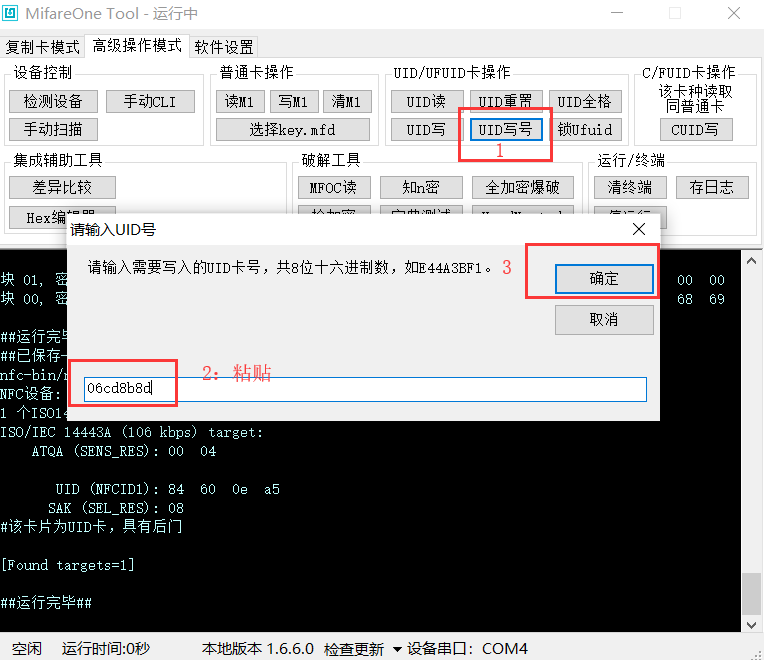 MifareOne Tool - 运行中
复制卡模式 高级操作模式 软件设置
设备控制
检测设备 手动CLI
手动扫描
普通卡操作
读M1 写M1 清M1
选择key.mfd
UID/UFUID卡操作
UID读 UID重置 UID全格
UID写 UID写号 锁Ufuid
1
C/FUID卡操作
该卡种读取
同普通卡
CUID写
集成辅助工具
差异比较
Hex编辑器
破解工具
MFOC读 知n密 全加密爆破
运行/终端
清终端 存日志
请输入UID号
请输入需要写入的UID卡号，共8位十六进制数，如E44A3BF1。
3
确定
取消
2：粘贴
06cd8b8d
块 01, 密 00 00
块 00, 密 68 69
##运行完毕
##已保存
nfc-bin/
NFC设备:
1 个ISO14
ISO/IEC 14443A (106 kbps) target:
ATQA (SENS_RES): 00 04
UID (NFCID1): 84 60 0e a5
SAK (SEL_RES): 08
#该卡片为UID卡，具有后门
[Found targets=1]
##运行完毕##
空闲 运行时间:0秒 本地版本 1.6.6.0 检查更新 设备串口: COM4